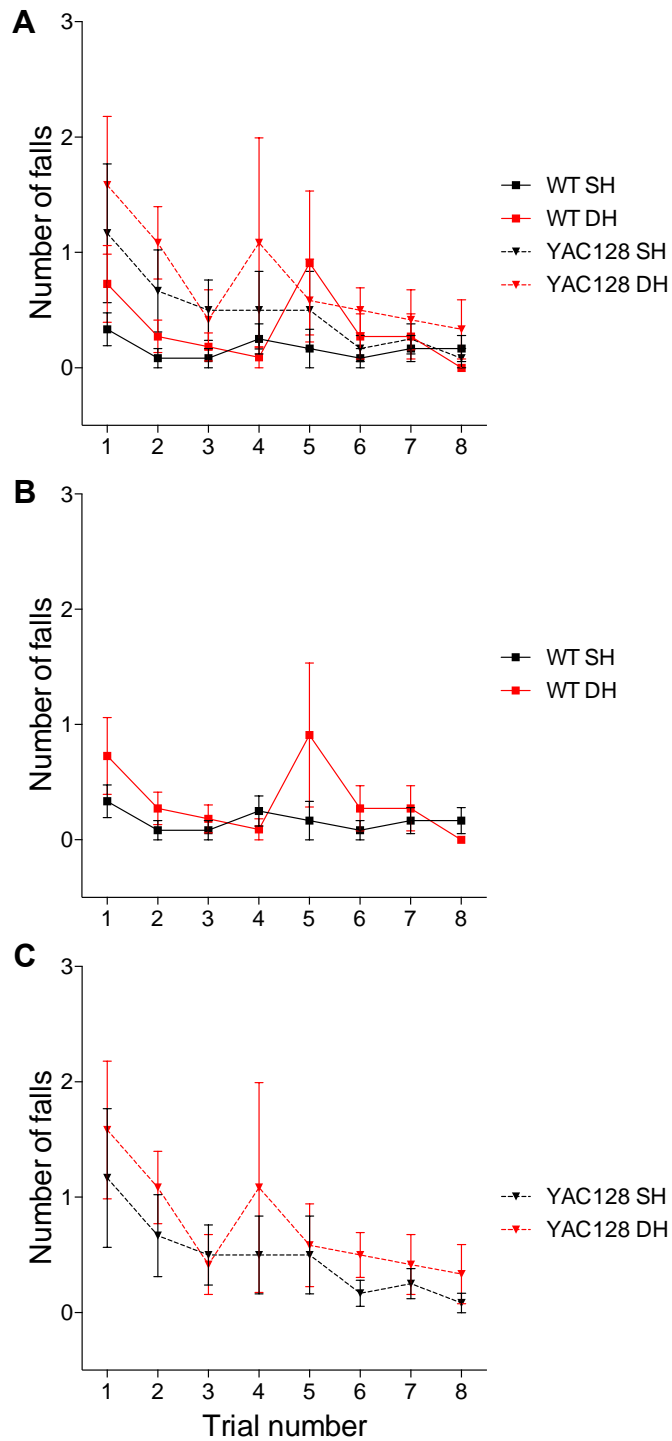 A
3
2
1
0
Number of falls
1 2 3 4 5 6 7 8
WT SH
WT DH
YAC128 SH
YAC128 DH
B
3
2
1
0
Number of falls
1 2 3 4 5 6 7 8
WT SH
WT DH
C
3
2
1
0
Number of falls
1 2 3 4 5 6 7 8
Trial number
YAC128 SH
YAC128 DH